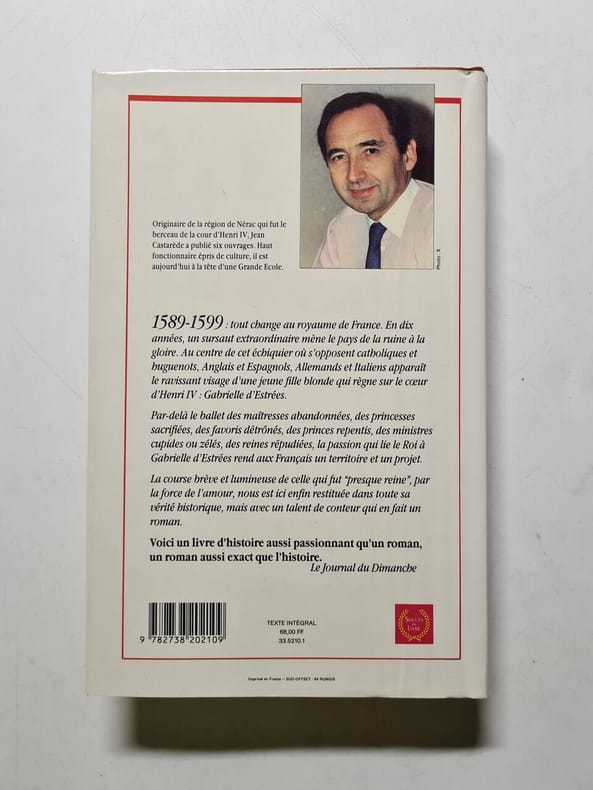 Originaire de la région de Nérac qui fut le
berceau de la cour d'Henri IV, Jean
Castarède a publié six ouvrages. Haut
fonctionnaire épris de culture, il est
aujourd'hui à la tête d'une Grande Ecole.
Photo : X.
1589-1599 : tout change au royaume de France. En dix
années, un sursaut extraordinaire mène le pays de la ruine à la
gloire. Au centre de cet échiquier où s'opposent catholiques et
huguenots, Anglais et Espagnols, Allemands et Italiens apparaît
le ravissant visage d'une jeune fille blonde qui règne sur le cœur
d'Henri IV : Gabrielle d'Estrées.
Par-delà le ballet des maîtresses abandonnées, des princesses
sacrifiées, des favoris détrônés, des princes repentis, des ministres
cupides ou zélés, des reines répudiées, la passion qui lie le Roi à
Gabrielle d'Estrées rend aux Français un territoire et un projet.
La course brève et lumineuse de celle qui fut "presque reine", par
la force de l'amour, nous est ici enfin restituée dans toute sa
vérité historique, mais avec un talent de conteur qui en fait un
roman.
Voici un livre d'histoire aussi passionnant qu'un roman,
un roman aussi exact que l'histoire.
Le Journal du Dimanche
9 782738 202109
TEXTE INTÉGRAL
68,00 FF
33.5210.1
SUCCÈS
DU
LIVRE
Imprimé en France – SUD-OFFSET - 94 RUNGIS